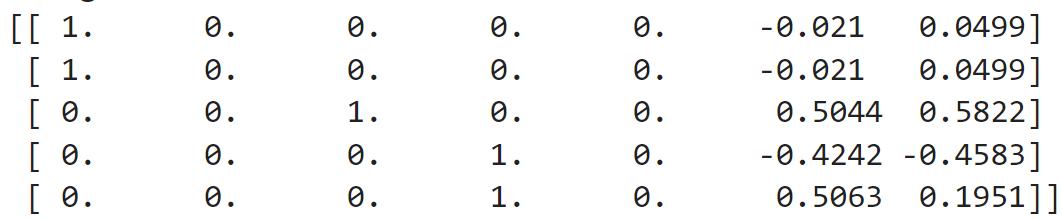 [[ 1. 0. 0. 0. 0. -0.021 0.0499]
[ 1. 0. 0. 0. 0. -0.021 0.0499]
[ 0. 0. 1. 0. 0. 0.5044 0.5822]
[ 0. 0. 0. 1. 0. -0.4242 -0.4583]
[ 0. 0. 0. 1. 0. 0.5063 0.1951]]